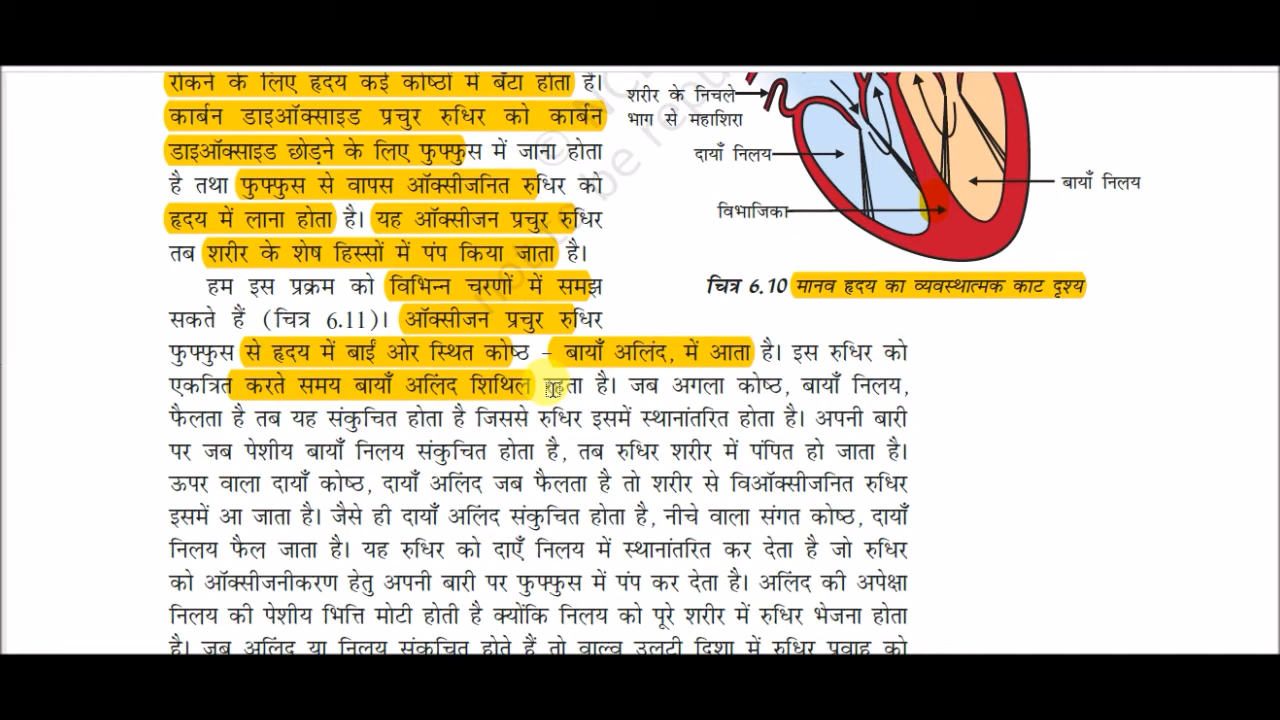 रोकने के लिए हृदय कई कोष्ठों में बँटा होता है।
कार्बन डाइऑक्साइड प्रचुर रुधिर को कार्बन
डाइऑक्साइड छोड़ने के लिए फुफ्फुस में जाना होता
है तथा फुफ्फुस से वापस ऑक्सीजनित रुधिर को
हृदय में लाना होता है। यह ऑक्सीजन प्रचुर रुधिर
तब शरीर के शेष हिस्सों में पंप किया जाता है।
हम इस प्रक्रम को विभिन्न चरणों में समझ
सकते हैं (चित्र 6.11)। ऑक्सीजन प्रचुर रुधिर
फुफ्फुस से हृदय में बाईं ओर स्थित कोष्ठ – बायाँ अलिंद, में आता है। इस रुधिर को
एकत्रित करते समय बायाँ अलिंद शिथिल रहता है। जब अगला कोष्ठ, बायाँ निलय,
फैलता है तब यह संकुचित होता है जिससे रुधिर इसमें स्थानांतरित होता है। अपनी बारी
पर जब पेशीय बायाँ निलय संकुचित होता है, तब रुधिर शरीर में पंपित हो जाता है।
ऊपर वाला दायाँ कोष्ठ, दायाँ अलिंद जब फैलता है तो शरीर से विऑक्सीजनित रुधिर
इसमें आ जाता है। जैसे ही दायाँ अलिंद संकुचित होता है, नीचे वाला संगत कोष्ठ, दायाँ
निलय फैल जाता है। यह रुधिर को दाएँ निलय में स्थानांतरित कर देता है जो रुधिर
को ऑक्सीजनीकरण हेतु अपनी बारी पर फुफ्फुस में पंप कर देता है। अलिंद की अपेक्षा
निलय की पेशीय भित्ति मोटी होती है क्योंकि निलय को पूरे शरीर में रुधिर भेजना होता
है। जब अलिंद या निलय संकुचित होते हैं तो वाल्व उलटी दिशा में रुधिर प्रवाह को
शरीर के निचले
भाग से महाशिरा
दायाँ निलय
विभाजिका
बायाँ निलय
चित्र 6.10 मानव हृदय का व्यवस्थात्मक काट दृश्य